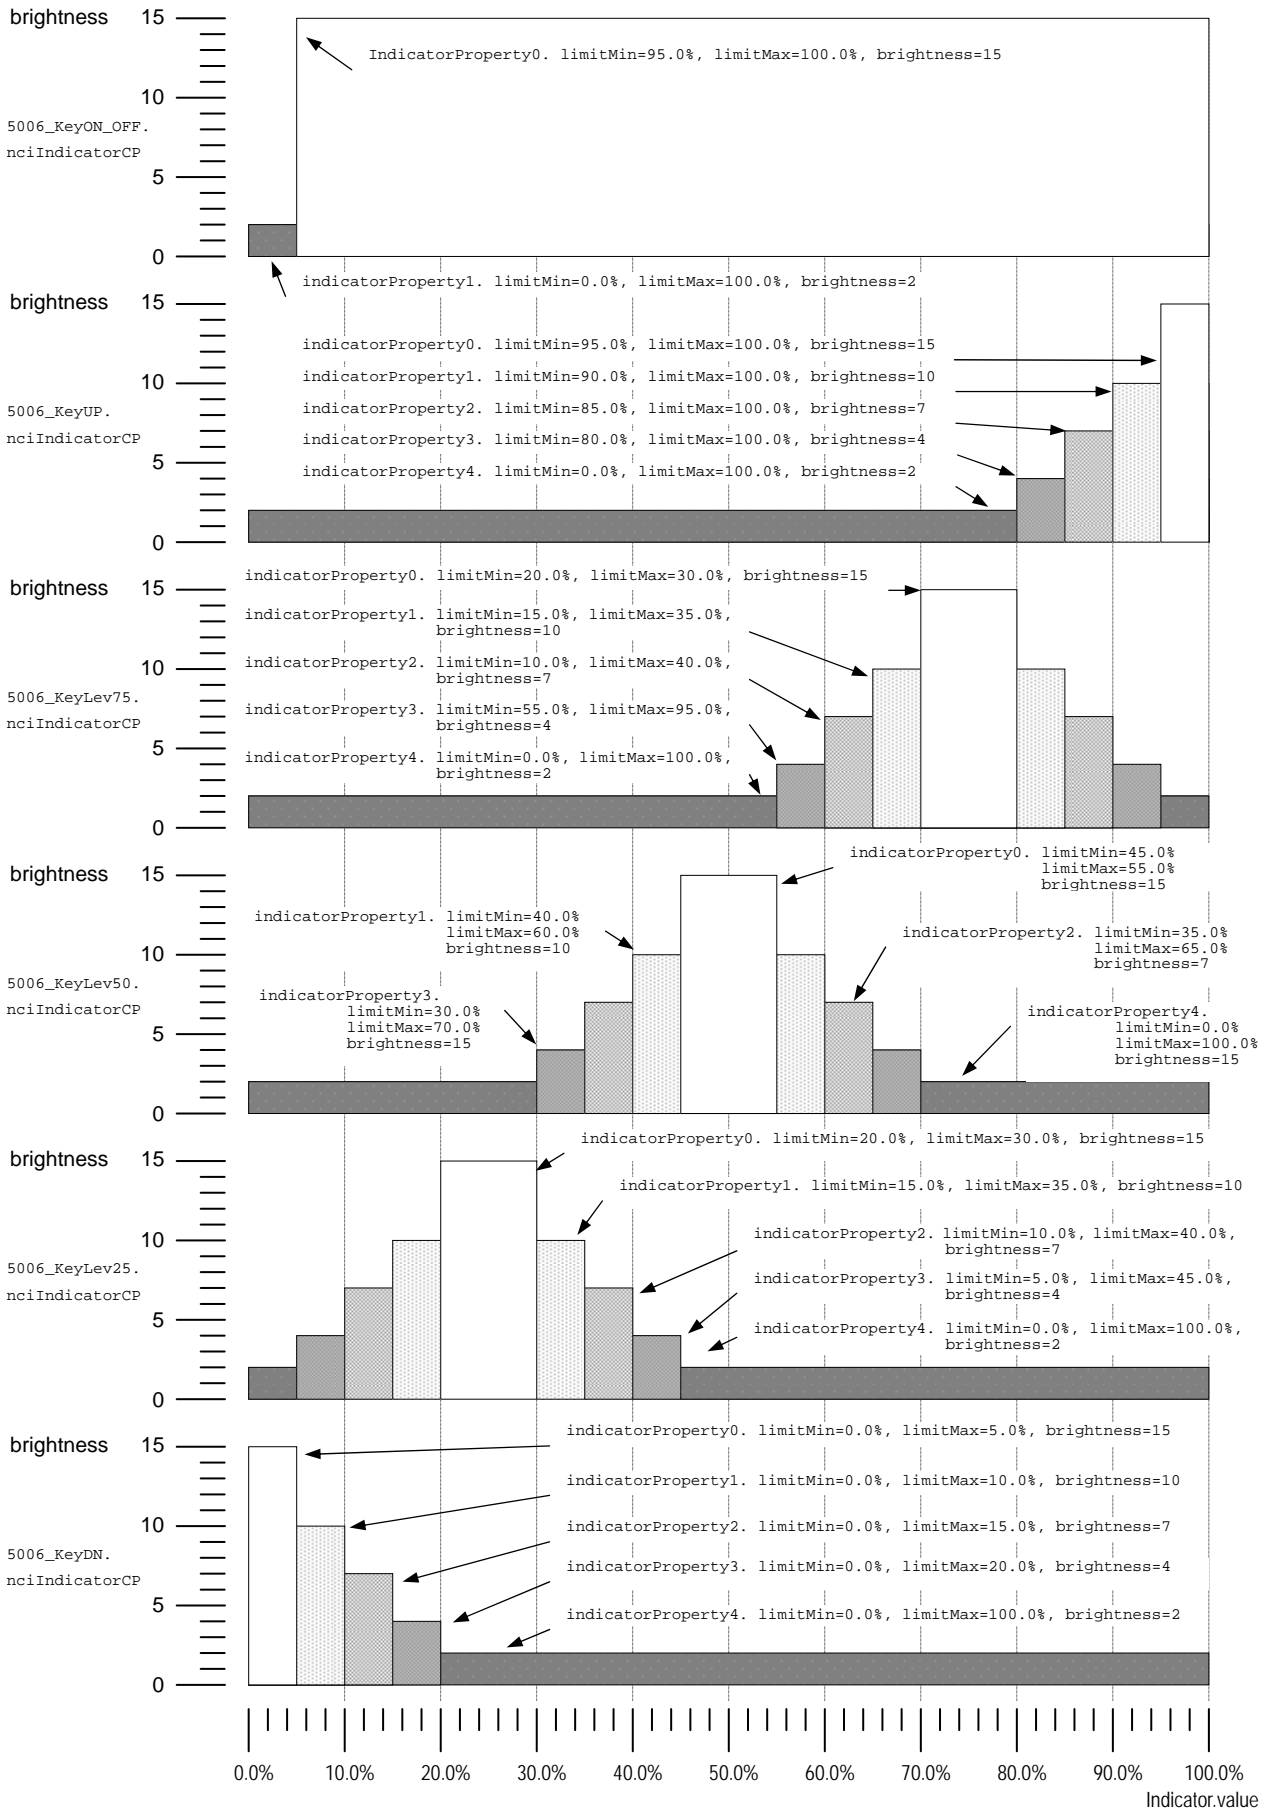 brightness 15
IndicatorProperty0. limitMin=95.0%, limitMax=100.0%, brightness=15
10
5006_KeyON_OFF.
nciIndicatorCP
5
0
indicatorProperty1. limitMin=0.0%, limitMax=100.0%, brightness=2
brightness 15
indicatorProperty0. limitMin=95.0%, limitMax=100.0%, brightness=15
indicatorProperty1. limitMin=90.0%, limitMax=100.0%, brightness=10
10
indicatorProperty2. limitMin=85.0%, limitMax=100.0%, brightness=7
5006_KeyUP.
nciIndicatorCP
indicatorProperty3. limitMin=80.0%, limitMax=100.0%, brightness=4
5
indicatorProperty4. limitMin=0.0%, limitMax=100.0%, brightness=2
0
indicatorProperty0. limitMin=20.0%, limitMax=30.0%, brightness=15
brightness 15
indicatorProperty1. limitMin=15.0%, limitMax=35.0%,
brightness=10
indicatorProperty2. limitMin=10.0%, limitMax=40.0%,
brightness=7
10
5006_KeyLev75.
nciIndicatorCP
indicatorProperty3. limitMin=55.0%, limitMax=95.0%,
brightness=4
5
indicatorProperty4. limitMin=0.0%, limitMax=100.0%,
brightness=2
0
indicatorProperty0. limitMin=45.0%
limitMax=55.0%
brightness=15
brightness 15
indicatorProperty1. limitMin=40.0%
limitMax=60.0%
brightness=10
indicatorProperty2. limitMin=35.0%
limitMax=65.0%
brightness=7
10
5006_KeyLev50.
nciIndicatorCP
indicatorProperty3.
limitMin=30.0%
limitMax=70.0%
brightness=15
indicatorProperty4.
limitMin=0.0%
limitMax=100.0%
brightness=15
5
0
indicatorProperty0. limitMin=20.0%, limitMax=30.0%, brightness=15
brightness 15
indicatorProperty1. limitMin=15.0%, limitMax=35.0%, brightness=10
indicatorProperty2. limitMin=10.0%, limitMax=40.0%,
brightness=7
10
5006_KeyLev25.
nciIndicatorCP
indicatorProperty3. limitMin=5.0%, limitMax=45.0%,
brightness=4
5
indicatorProperty4. limitMin=0.0%, limitMax=100.0%,
brightness=2
0
indicatorProperty0. limitMin=0.0%, limitMax=5.0%, brightness=15
brightness 15
indicatorProperty1. limitMin=0.0%, limitMax=10.0%, brightness=10
10
indicatorProperty2. limitMin=0.0%, limitMax=15.0%, brightness=7
5006_KeyDN.
nciIndicatorCP
indicatorProperty3. limitMin=0.0%, limitMax=20.0%, brightness=4
5
indicatorProperty4. limitMin=0.0%, limitMax=100.0%, brightness=2
0
0.0% 10.0% 20.0% 30.0% 40.0% 50.0% 60.0% 70.0% 80.0% 90.0% 100.0%
Indicator.value